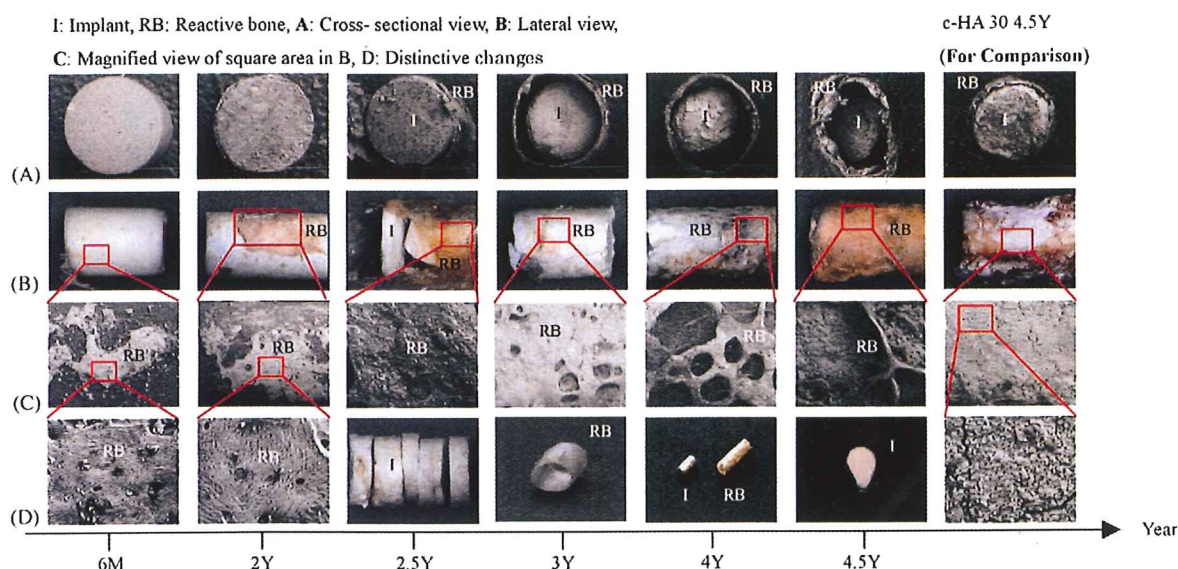 I: Implant, RB: Reactive bone, A: Cross- sectional view, B: Lateral view,
C: Magnified view of square area in B, D: Distinctive changes
c-HA 30 4.5Y
(For Comparison)
RB
I
RB
I
RB
I
RB
I
RB
I
(A)
RB
I
RB
RB
RB
RB
(B)
RB
RB
RB
RB
RB
RB
(C)
RB
RB
I
RB
I
RB
I
(D)
Year
6M
2Y
2.5Y
3Y
4Y
4.5Y